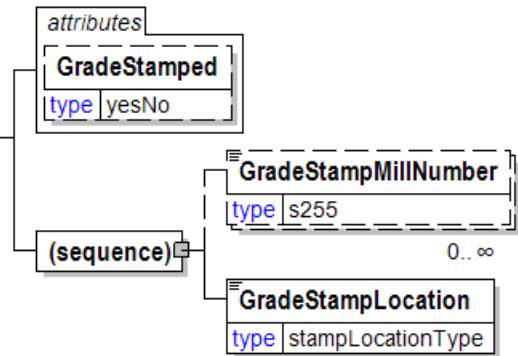 attributes
GradeStamped
type yesNo
GradeStampMillNumber
type s255
(sequence)
0.. ∞
GradeStampLocation
type stampLocationType